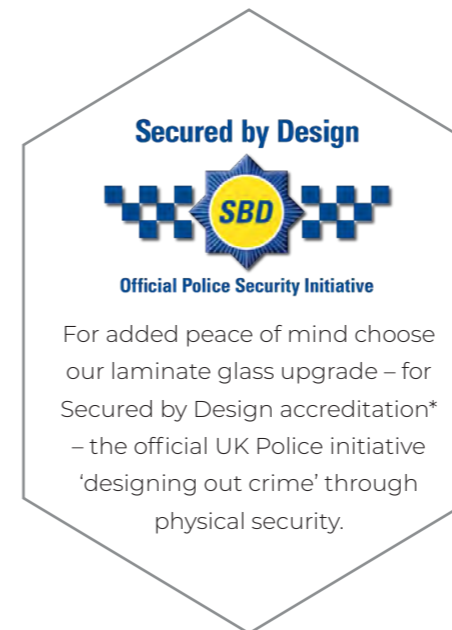 Secured by Design
SBD
Official Police Security Initiative
For added peace of mind choose
our laminate glass upgrade – for
Secured by Design accreditation*
– the official UK Police initiative
‘designing out crime’ through
physical security.